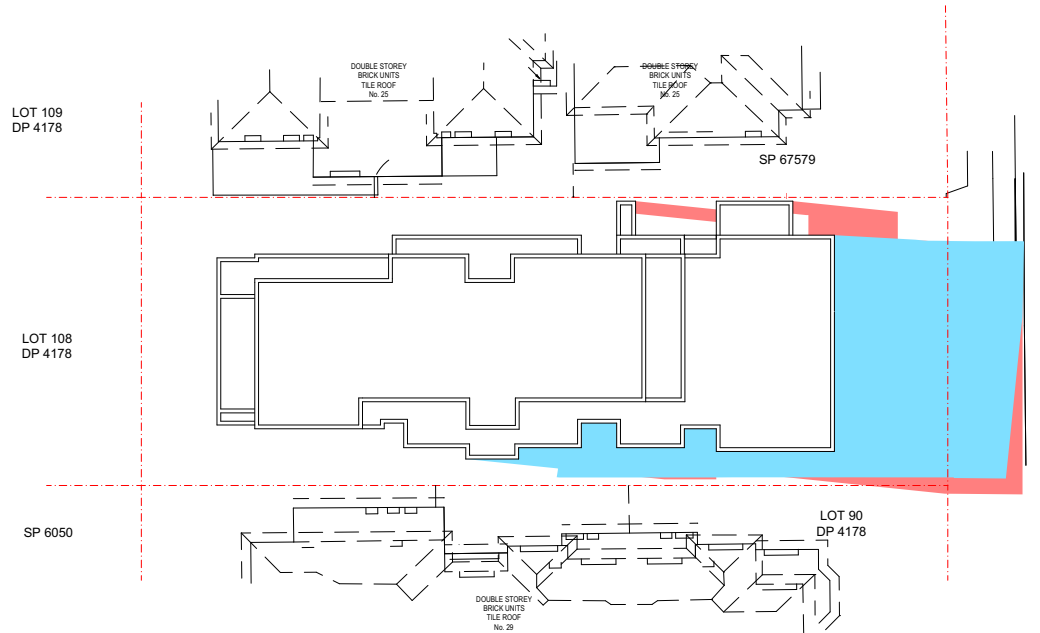 DOUBLE STOREY
BRICK UNITS
TILE ROOF
No. 25
DOUBLE STOREY
BRICK UNITS
TILE ROOF
No. 25
LOT 109
DP 4178
SP 67579
LOT 108
DP 4178
SP 6050
LOT 90
DP 4178
DOUBLE STOREY
BRICK UNITS
TILE ROOF
No. 29